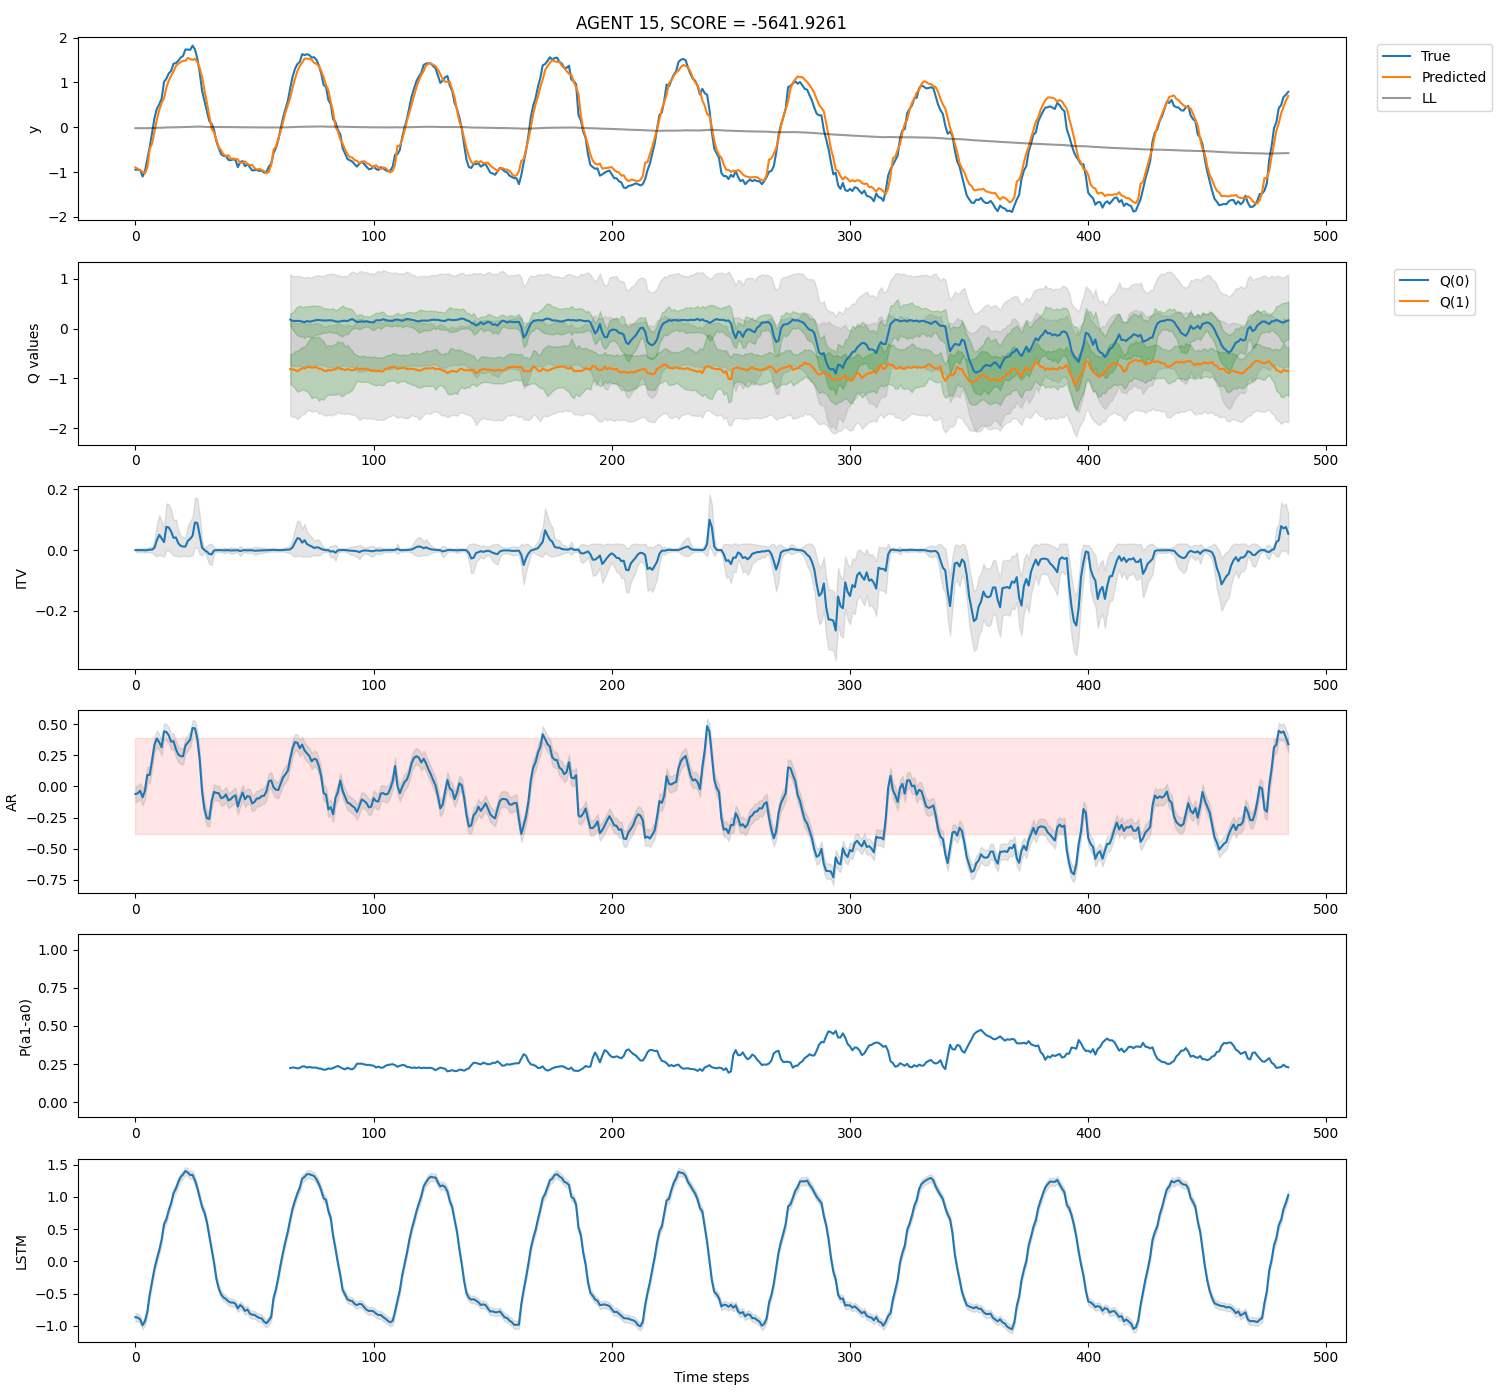 AGENT 15, SCORE = -5641.9261
y
2
1
0
−1
−2
0 100 200 300 400 500
True
Predicted
LL
Q values
1
0
−1
−2
0 100 200 300 400 500
Q(0)
Q(1)
ITV
0.2
0.0
−0.2
0 100 200 300 400 500
AR
0.50
0.25
0.00
−0.25
−0.50
−0.75
0 100 200 300 400 500
P(a1-a0)
1.00
0.75
0.50
0.25
0.00
0 100 200 300 400 500
LSTM
1.5
1.0
0.5
0.0
−0.5
−1.0
0 100 200 300 400 500
Time steps